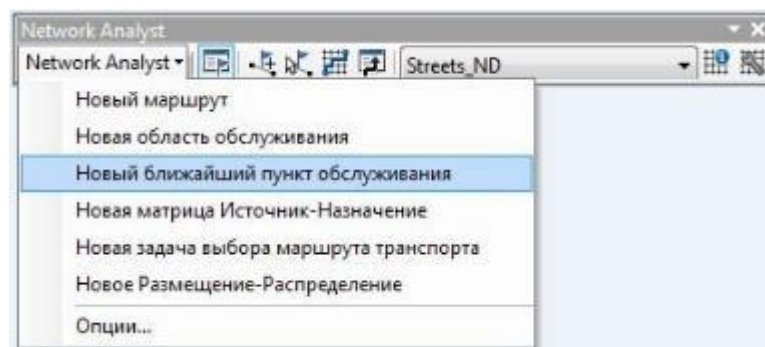 Network Analyst
Network Analyst Streets_ND
Новый маршрут
Новая область обслуживания
Новый ближайший пункт обслуживания
Новая матрица Источник-Назначение
Новая задача выбора маршрута транспорта
Новое Размещение-Распределение
Опции...